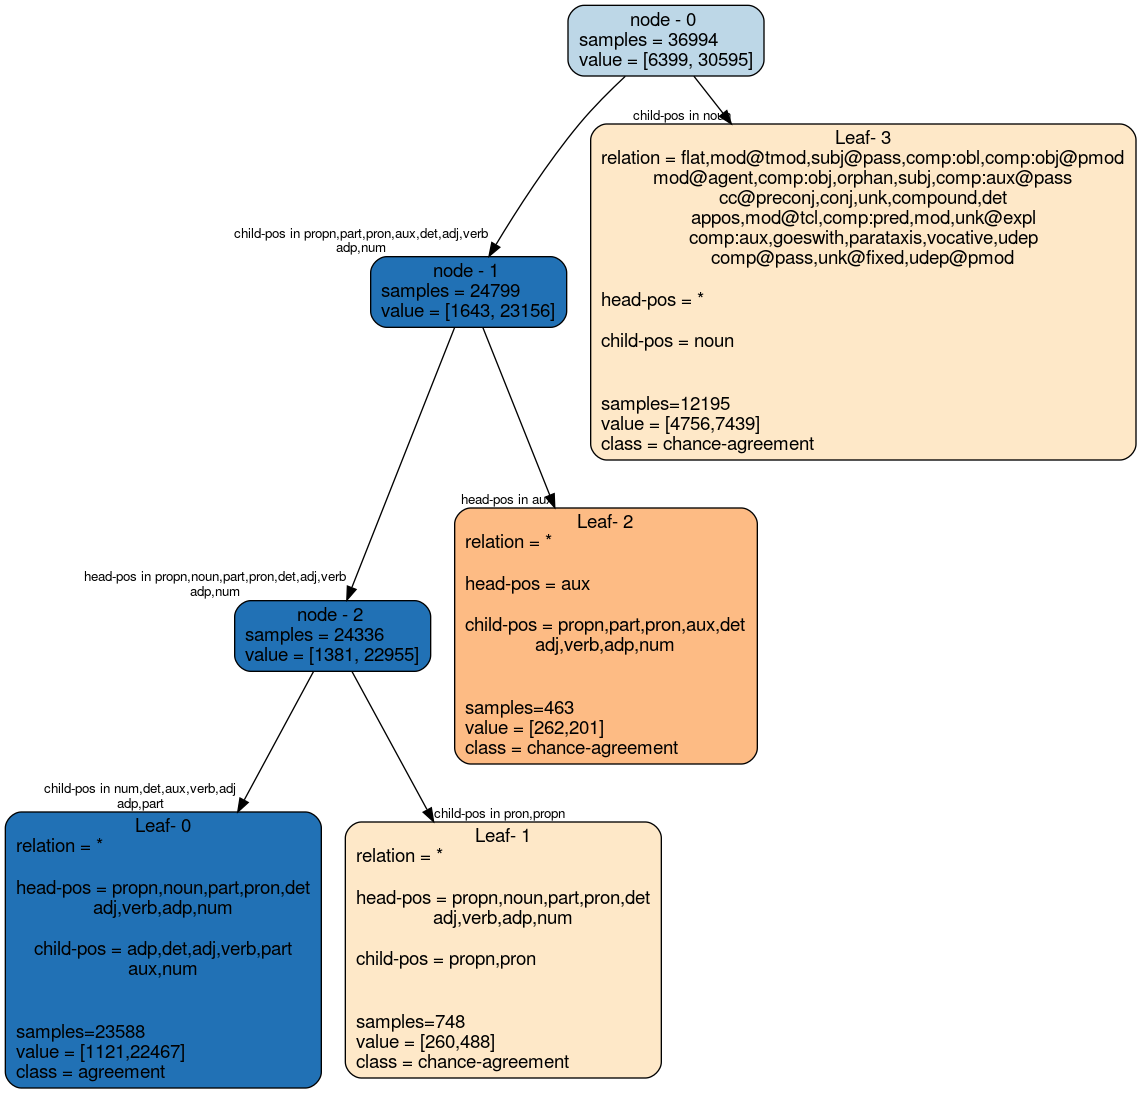 node - 0
samples = 36994
value = [6399, 30595]
child-pos in noun
Leaf- 3
relation = flat,mod@tmod,subj@pass,comp:obl,comp:obj@pmod
mod@agent,comp:obj,orphan,subj,comp:aux@pass
cc@preconj,conj,unk,compound,det
appos,mod@tcl,comp:pred,mod,unk@expl
comp:aux,goeswith,parataxis,vocative,udep
comp@pass,unk@fixed,udep@pmod
head-pos = *
child-pos = noun
samples=12195
value = [4756,7439]
class = chance-agreement
child-pos in propn,part,pron,aux,det,adj,verb
adp,num
node - 1
samples = 24799
value = [1643, 23156]
head-pos in aux
Leaf- 2
relation = *
head-pos = aux
child-pos = propn,part,pron,aux,det
adj,verb,adp,num
samples=463
value = [262,201]
class = chance-agreement
head-pos in propn,noun,part,pron,det,adj,verb
adp,num
node - 2
samples = 24336
value = [1381, 22955]
child-pos in num,det,aux,verb,adj
adp,part
Leaf- 0
relation = *
head-pos = propn,noun,part,pron,det
adj,verb,adp,num
child-pos = adp,det,adj,verb,part
aux,num
samples=23588
value = [1121,22467]
class = agreement
child-pos in pron,propn
Leaf- 1
relation = *
head-pos = propn,noun,part,pron,det
adj,verb,adp,num
child-pos = propn,pron
samples=748
value = [260,488]
class = chance-agreement